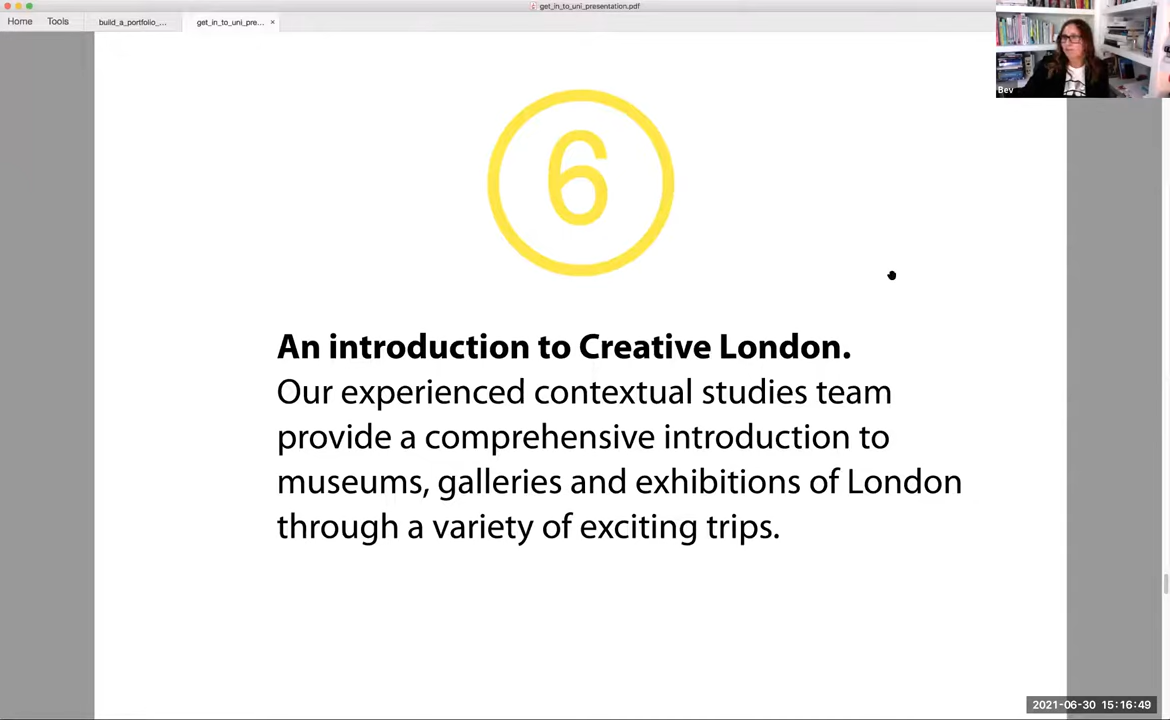 get_in_to_uni_presentation.pdf
Home Tools build_a_portfolio_... get_in_to_uni_pre... ×
Bev
6
An introduction to Creative London.
Our experienced contextual studies team
provide a comprehensive introduction to
museums, galleries and exhibitions of London
through a variety of exciting trips.
2021-06-30 15:16:49